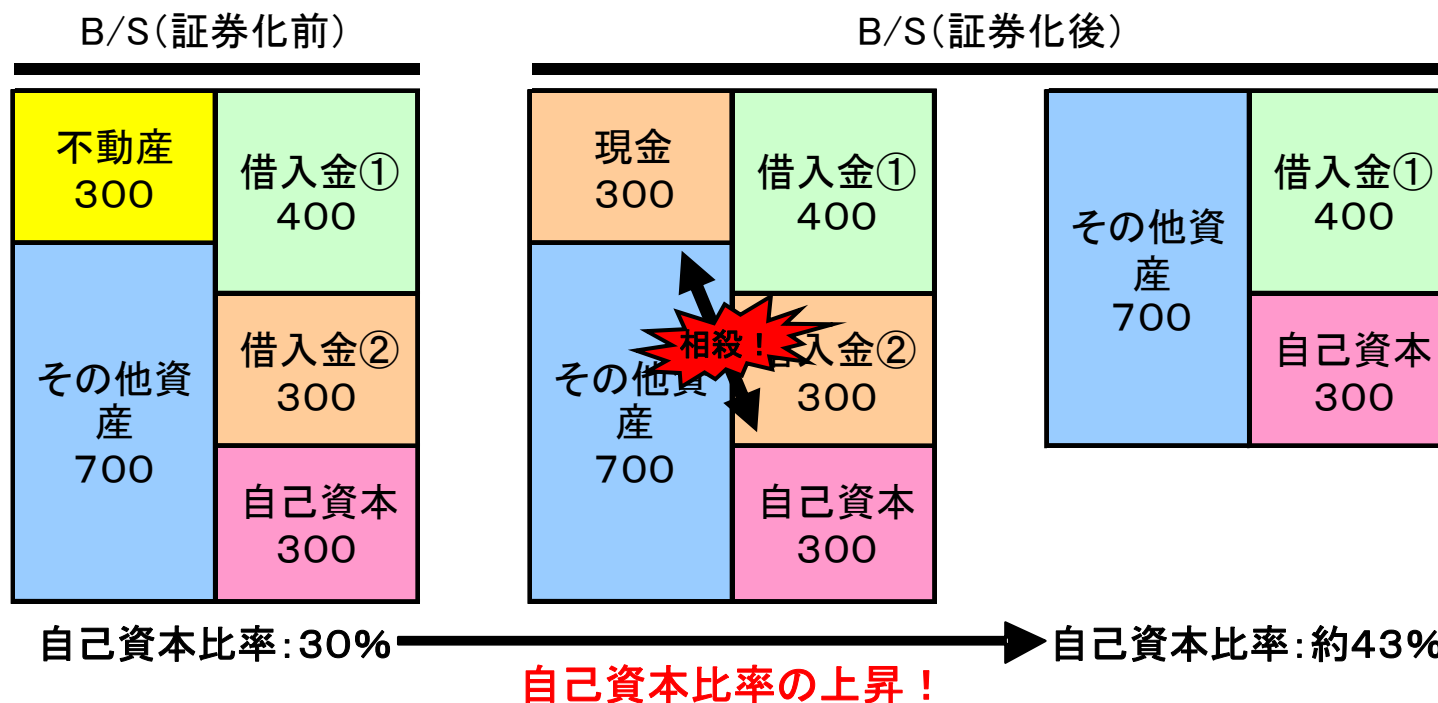 B/S(証券化前)
B/S(証券化後)
不動産
300
借入金①
400
その他資
産
700
借入金②
300
自己資本
300
現金
300
借入金①
400
相殺！
その他資
産
700
入金②
300
自己資本
300
その他資
産
700
借入金①
400
自己資本
300
自己資本比率:30%
自己資本比率:約43%
自己資本比率の上昇！